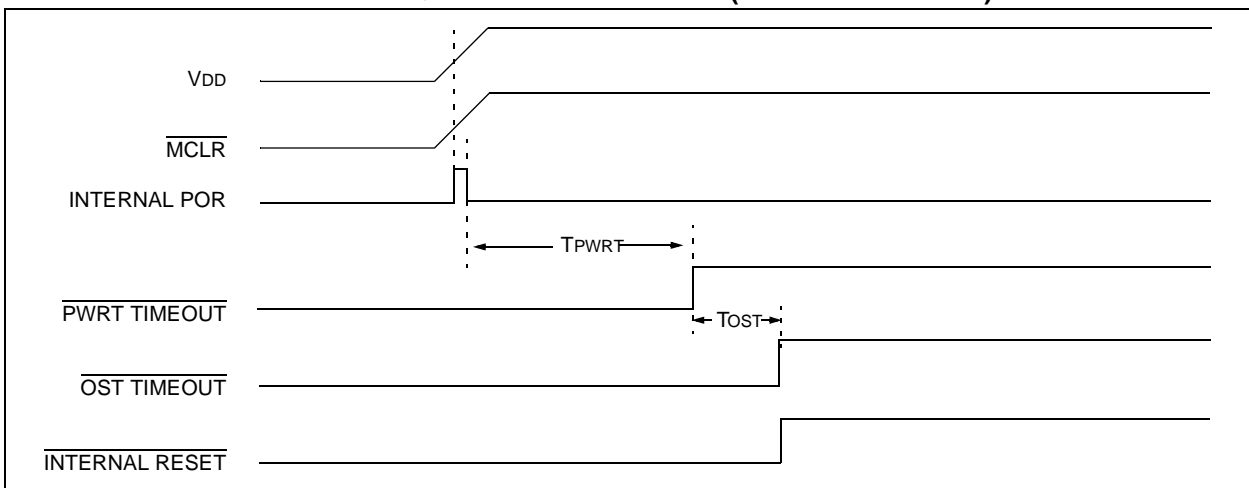 VDD
MCLR
INTERNAL POR
TPWRT
PWRT TIMEOUT
TOST
OST TIMEOUT
INTERNAL RESET